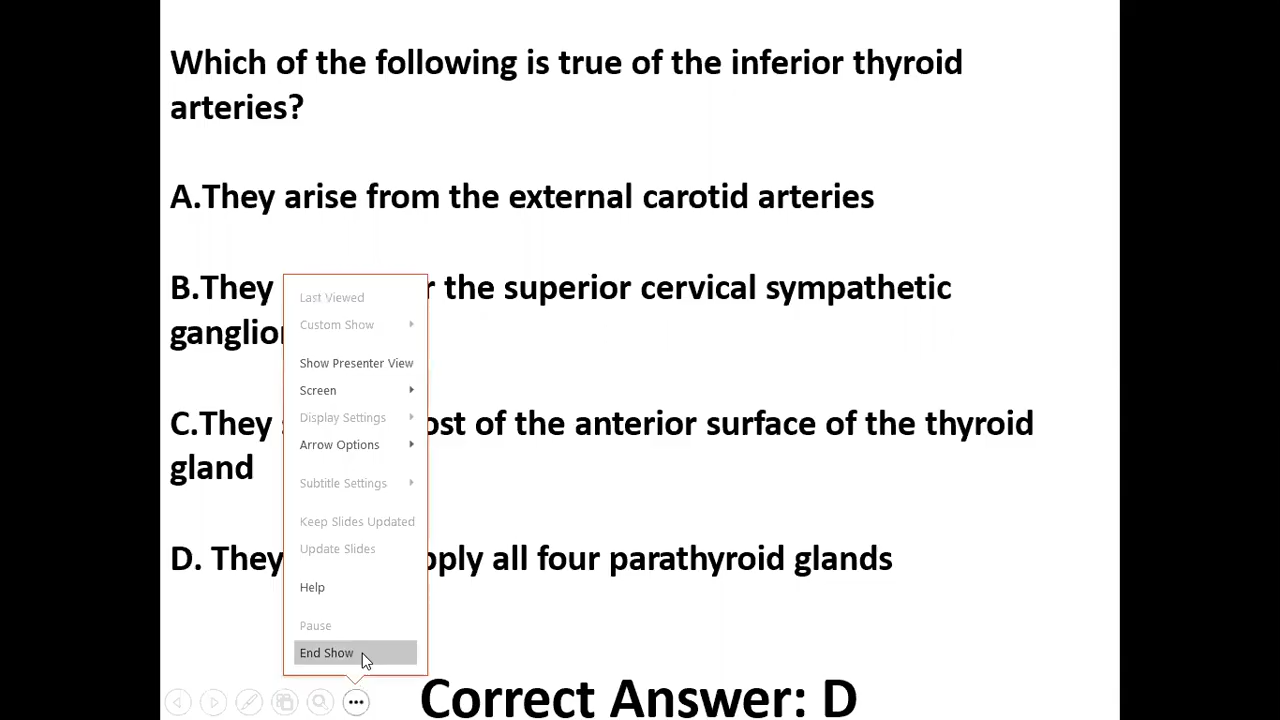 Which of the following is true of the inferior thyroid
arteries?
A.They arise from the external carotid arteries
B.They the superior cervical sympathetic
C.They of the anterior surface of the thyroid
gland
D. They all four parathyroid glands
Last Viewed
Custom Show
Show Presenter View
Screen
Display Settings
Arrow Options
Subtitle Settings
Keep Slides Updated
Update Slides
Help
Pause
End Show
Correct Answer: D